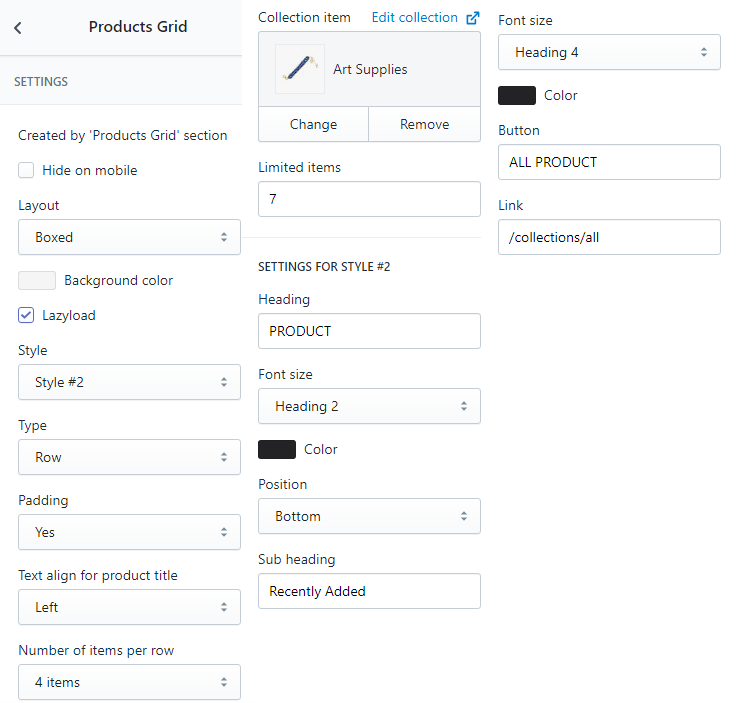 Products Grid
SETTINGS
Created by 'Products Grid' section
Hide on mobile
Layout
Boxed
Background color
Lazyload
Style
Style #2
Type
Row
Padding
Yes
Text align for product title
Left
Number of items per row
4 items
Collection item Edit collection
Art Supplies
Change Remove
Limited items
7
SETTINGS FOR STYLE #2
Heading
PRODUCT
Font size
Heading 2
Color
Position
Bottom
Sub heading
Recently Added
Font size
Heading 4
Color
Button
ALL PRODUCT
Link
/collections/all